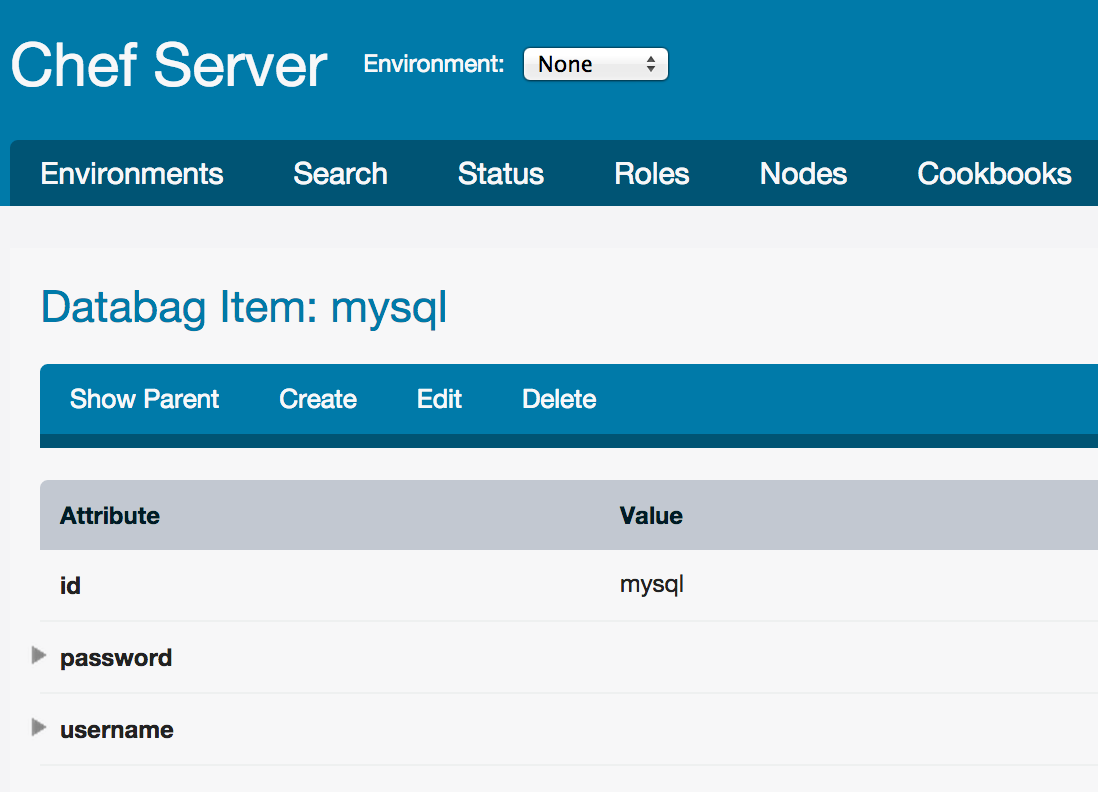 Chef Server Environment: None
Environments Search Status Roles Nodes Cookbooks
Databag Item: mysql
Show Parent Create Edit Delete
Attribute Value
id mysql
password
username